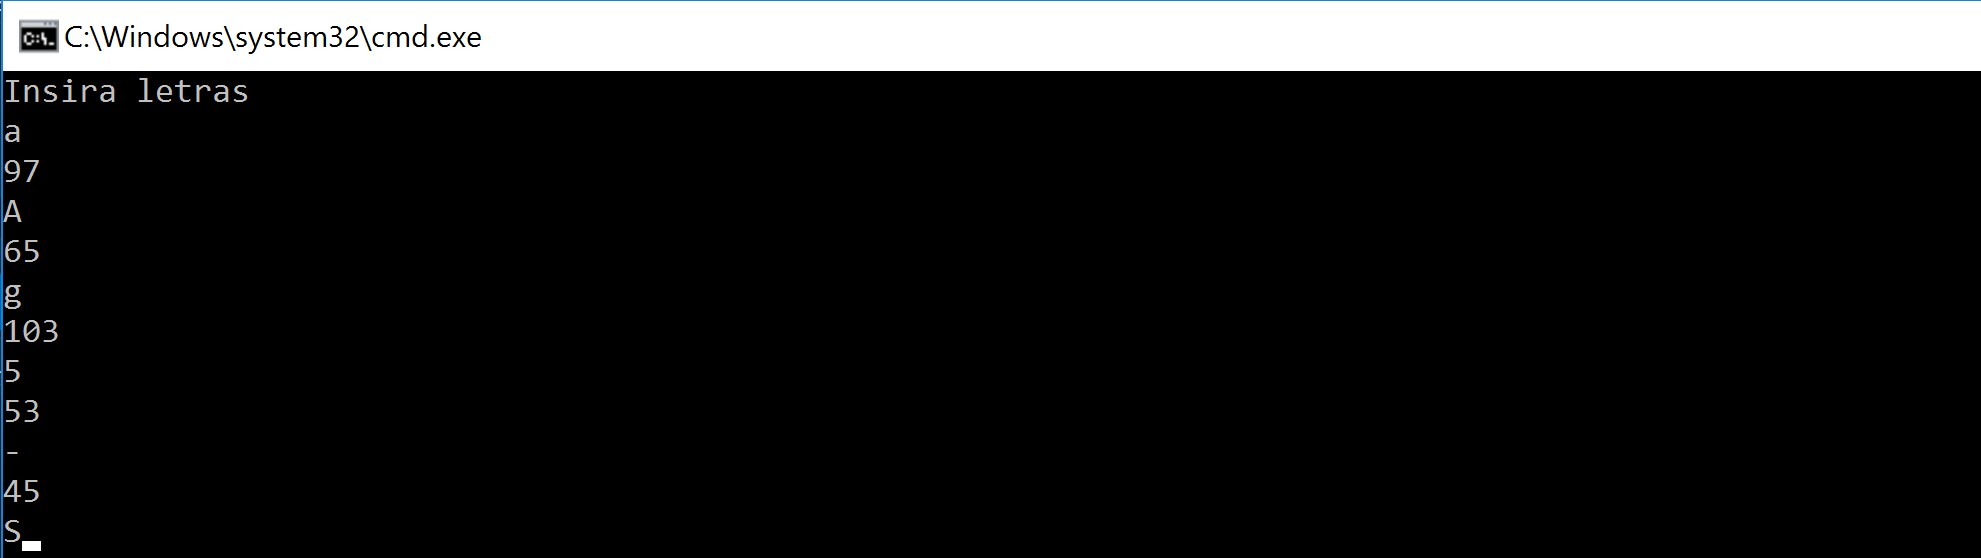 C:\Windows\system32\cmd.exe
Insira letras
a
97
A
65
g
103
5
53
-
45
S